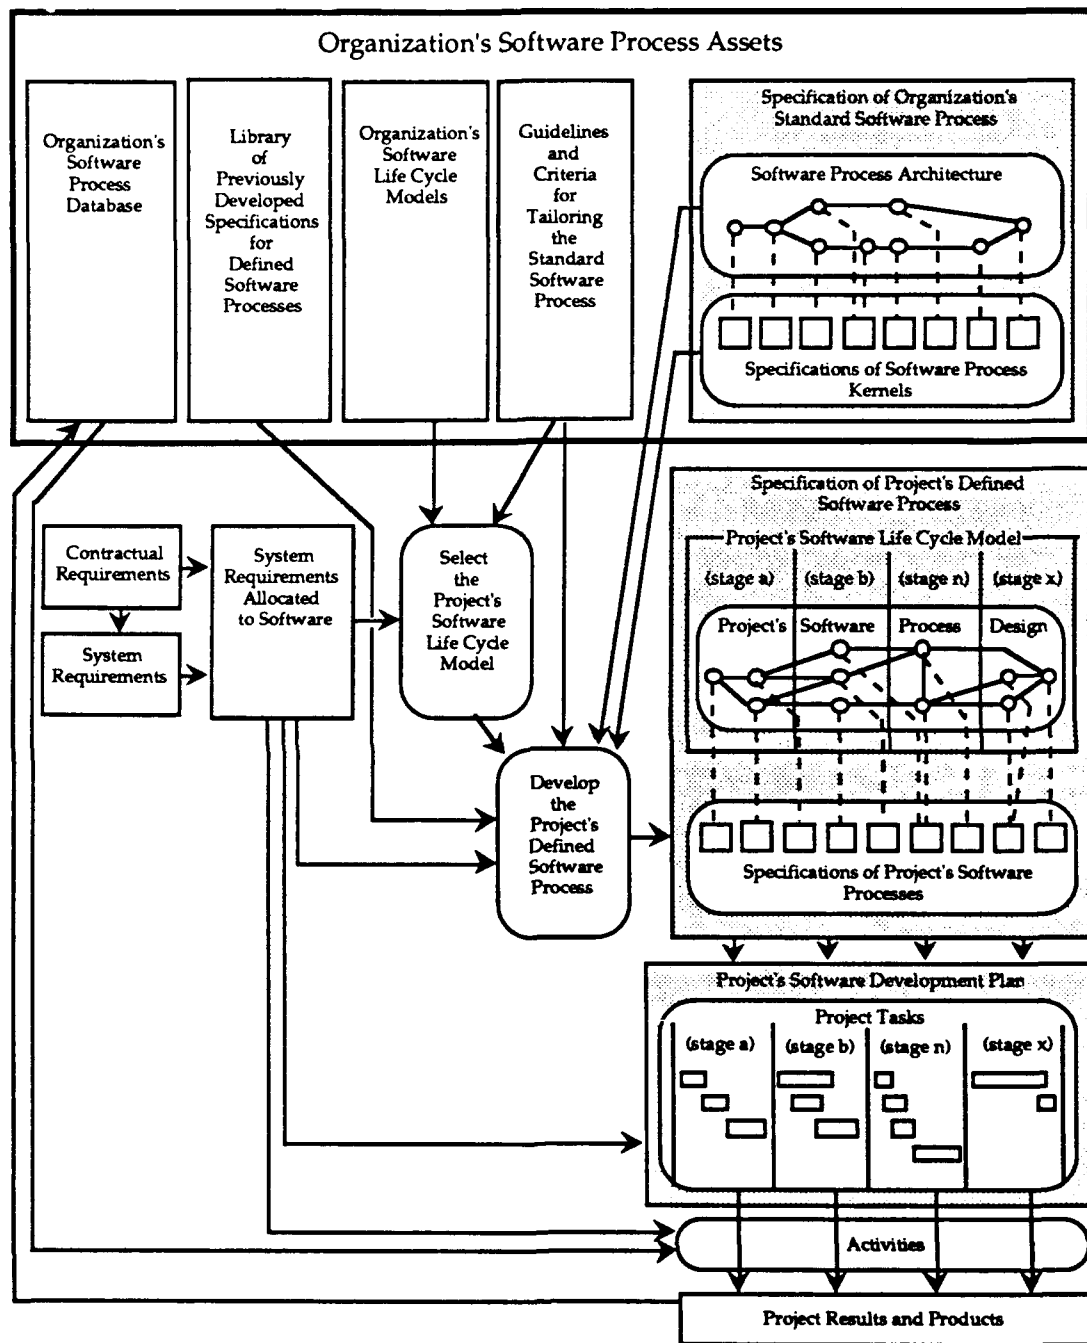 Organization's Software Process Assets
Organization's
Software
Process
Database
Library
of
Previously
Developed
Specifications
for
Defined
Software
Processes
Organization's
Software
Life Cycle
Models
Guidelines
and
Criteria
for
Tailoring
the
Standard
Software
Process
Specification of Organization's
Standard Software Process
Software Process Architecture
Specifications of Software Process
Kernels
Contractual
Requirements
System
Requirements
System
Requirements
Allocated
to Software
Select
the
Project's
Software
Life Cycle
Model
Develop
the
Project's
Defined
Software
Process
Specification of Project's Defined
Software Process
Project's Software Life Cycle Model
(stage a) (stage b) (stage n) (stage x)
Project's Software Process Design
Specifications of Project's Software
Processes
Project's Software Development Plan
Project Tasks
(stage a) (stage b) (stage n) (stage x)
Activities
Project Results and Products